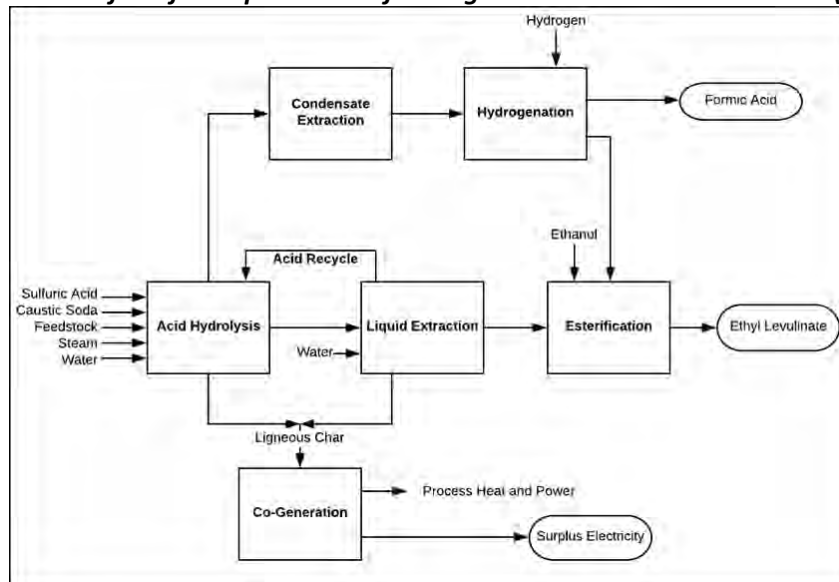 Hydrogen
Condensate
Extraction
Hydrogenation
Formic Acid
Ethanol
Acid Recycle
Sulfuric Acid
Caustic Soda
Feedstock
Steam
Water
Acid Hydrolysis
Liquid Extraction
Water
Esterification
Ethyl Levulinate
Ligneous Char
Co-Generation
Process Heat and Power
Surplus Electricity